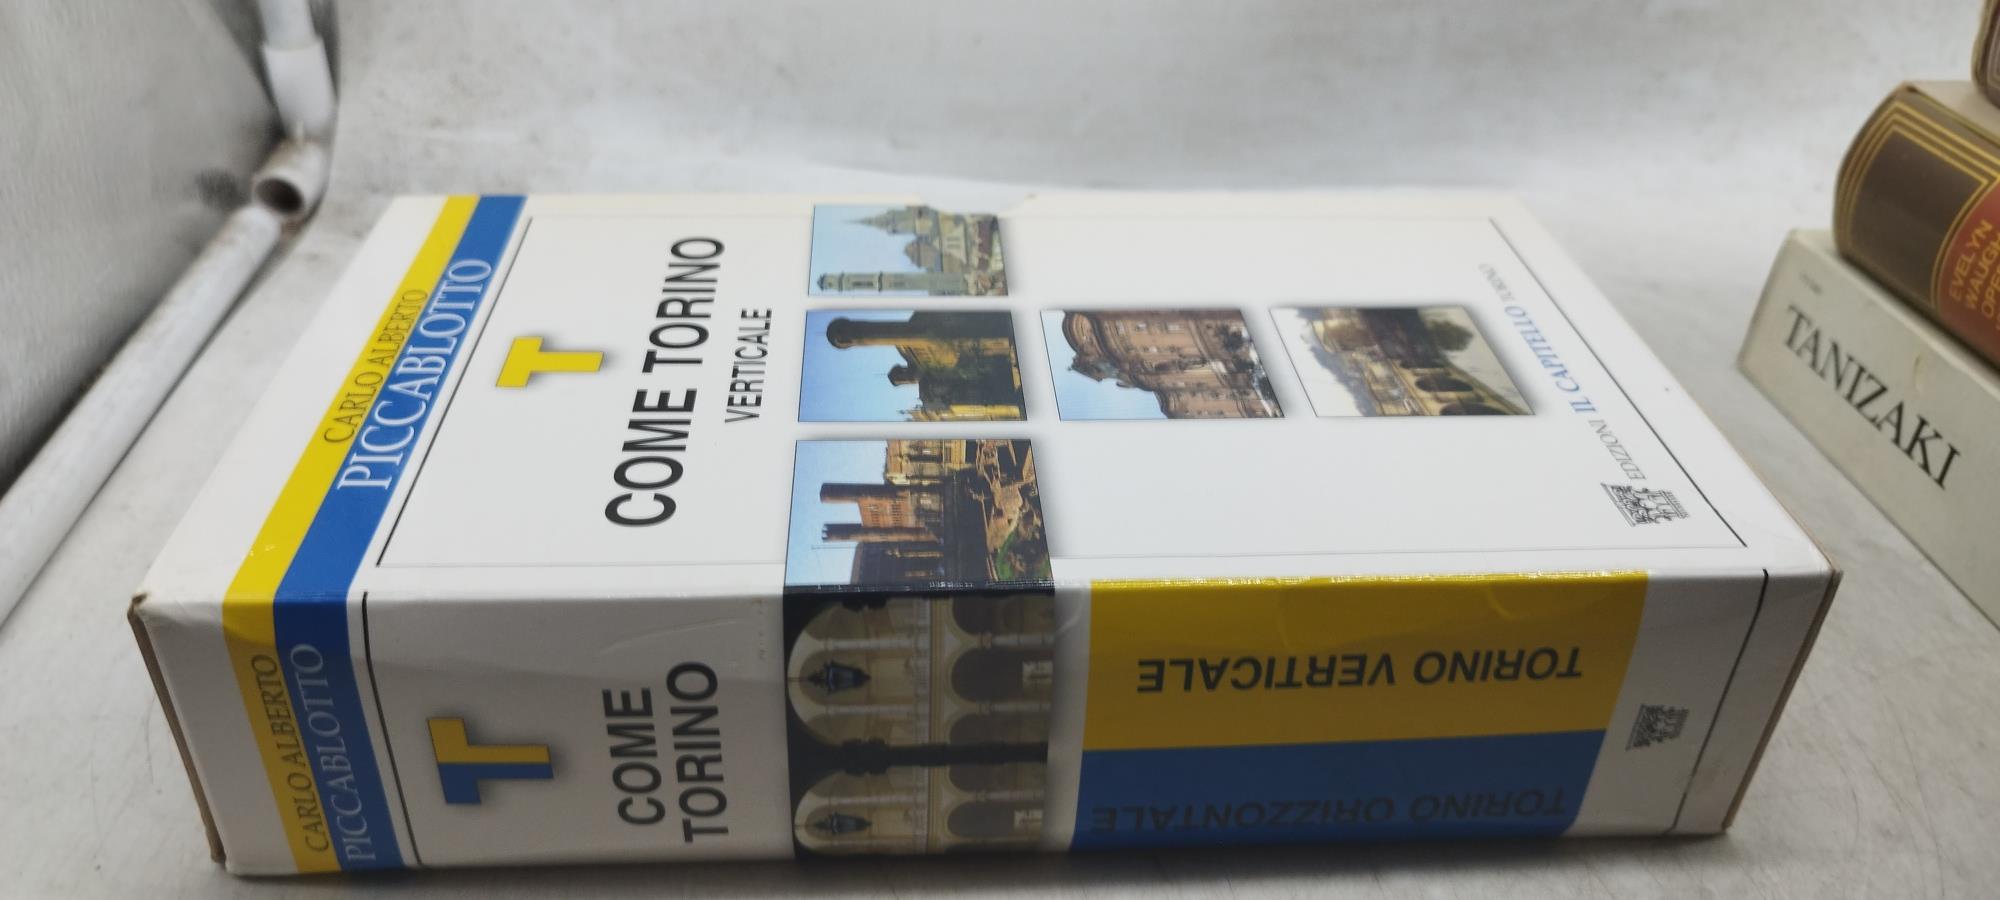 CARLO ALBERTO
PICCABLOTTO
T
COME TORINO
VERTICALE
EDIZIONI IL CAPITELLO TORINO
CARLO ALBERTO
PICCABLOTTO
T
COME
TORINO
TORINO VERTICALE
TORINO ORIZZONTALE
EVELYN
WAUGH
TANIZAKI